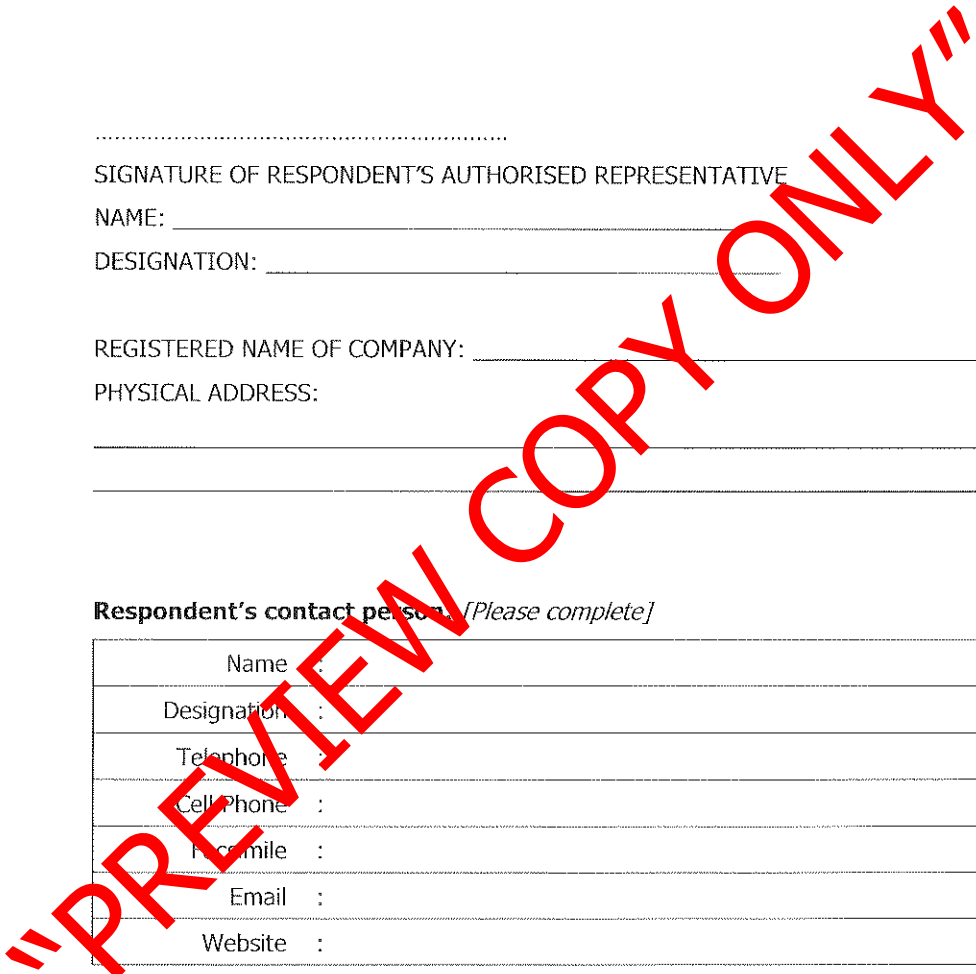 SIGNATURE OF RESPONDENT'S AUTHORISED REPRESENTATIVE
NAME:
DESIGNATION:
REGISTERED NAME OF COMPANY:
PHYSICAL ADDRESS:
Respondent's contact person: [Please complete]
Name :
Designation :
Telephone :
Cell Phone :
Facsimile :
Email :
Website :
"PREVIEW COPY ONLY"